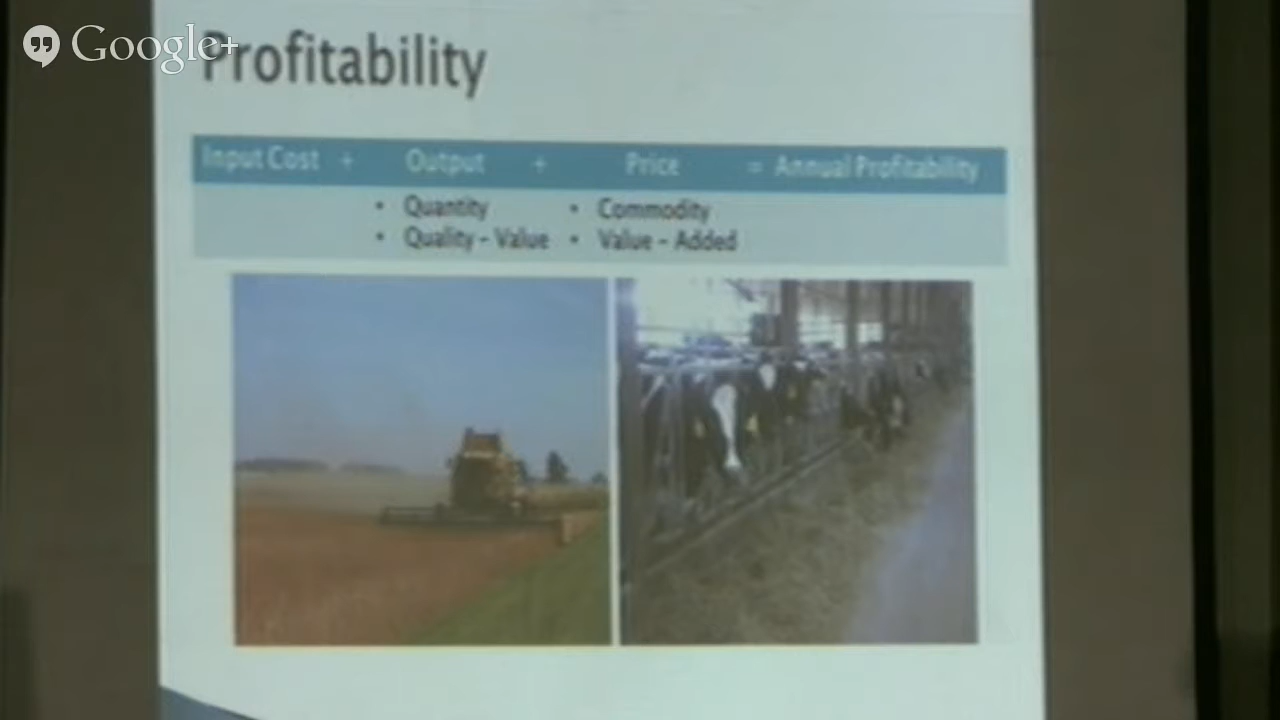 Google+
Profitability
Input Cost + Output + Price = Annual Profitability
• Quantity • Commodity
• Quality - Value • Value - Added